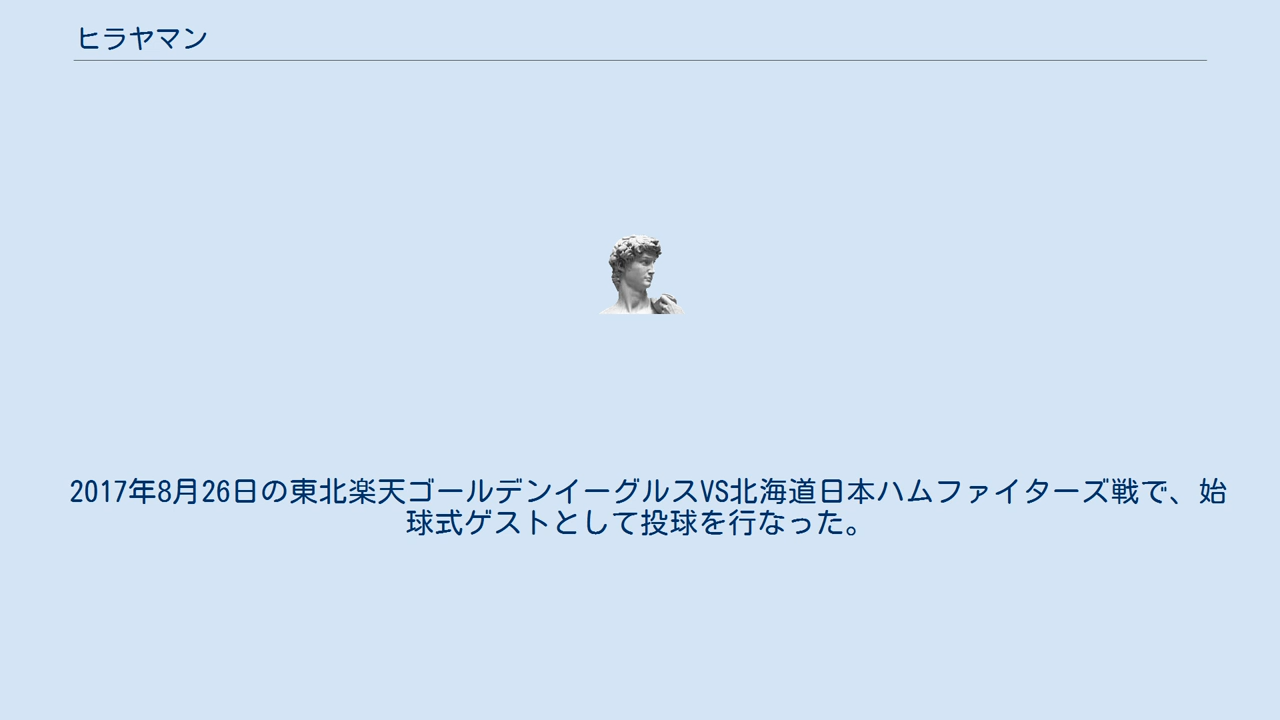 ヒラヤマン
2017年8月26日の東北楽天ゴールデンイーグルスVS北海道日本ハムファイターズ戦で、始
球式ゲストとして投球を行なった。